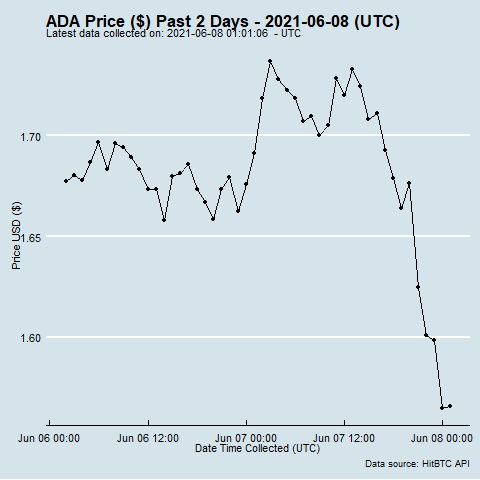 ADA Price ($) Past 2 Days - 2021-06-08 (UTC)
Latest data collected on: 2021-06-08 01:01:06  - UTC
Price USD ($)
1.70
1.65
1.60
Jun 06 00:00 Jun 06 12:00 Jun 07 00:00 Jun 07 12:00 Jun 08 00:00
Date Time Collected (UTC)
Data source: HitBTC API